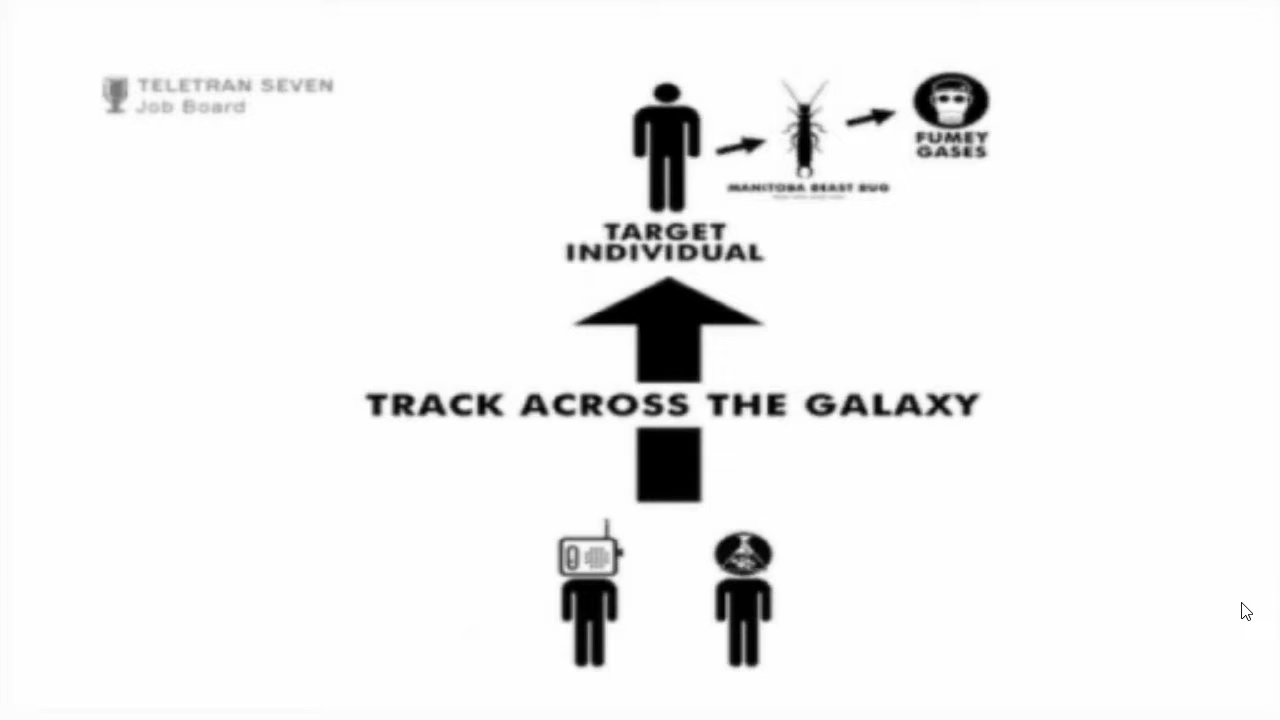 TELETRAN SEVEN
Job Board
FUMEY
GASES
MANITOBA BEAST BUG
TARGET
INDIVIDUAL
TRACK ACROSS THE GALAXY